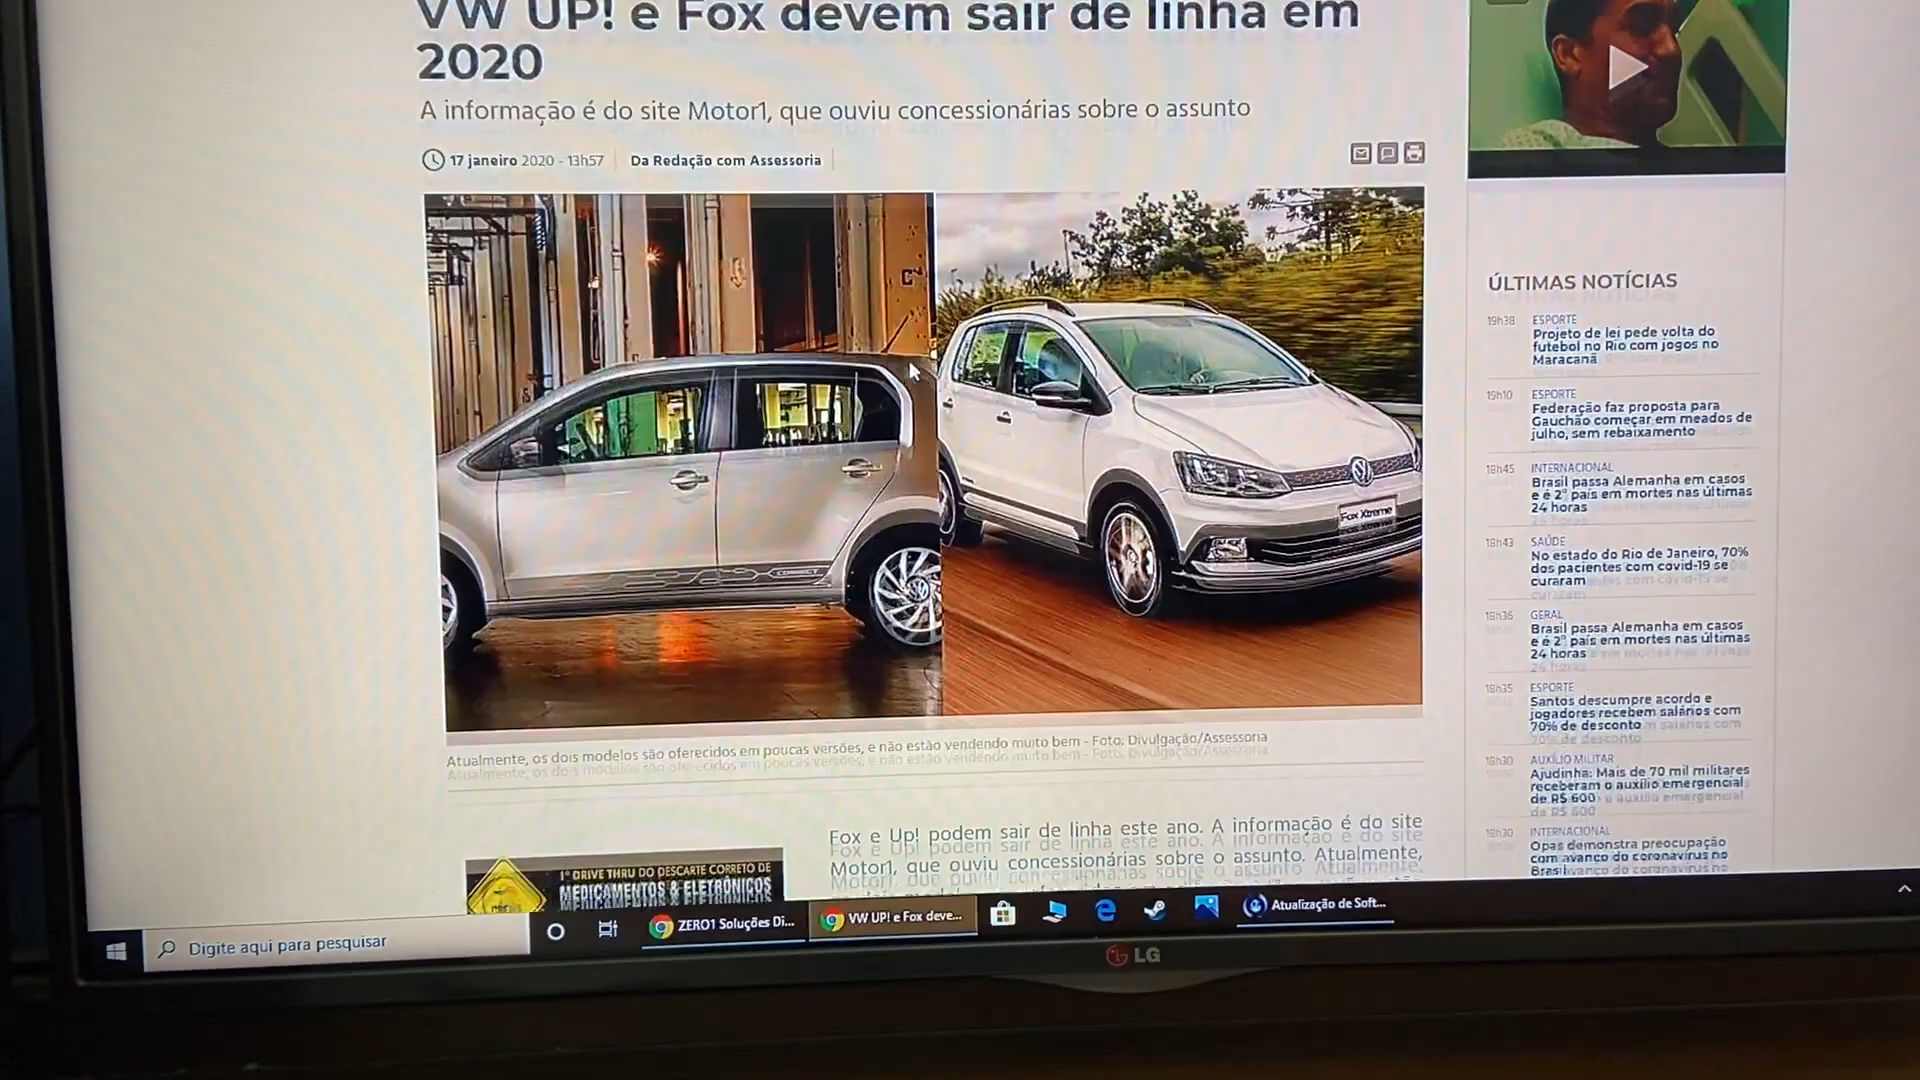 VW UP! e Fox devem sair de linha em
2020
A informação é do site Motor1, que ouviu concessionárias sobre o assunto
17 janeiro 2020 - 13h57
Da Redação com Assessoria
CONNECT
Fox Xtreme
Atualmente, os dois modelos são oferecidos em poucas versões, e não estão vendendo muito bem - Foto: Divulgação/Assessoria
1º DRIVE THRU DO DESCARTE CORRETO DE
MEDICAMENTOS & ELETRÔNICOS
Fox e Up! podem sair de linha este ano. A informação é do site
Motor1, que ouviu concessionárias sobre o assunto. Atualmente,
ÚLTIMAS NOTÍCIAS
19h38
ESPORTE
Projeto de lei pede volta do
futebol no Rio com jogos no
Maracanã
19h10
ESPORTE
Federação faz proposta para
Gauchão começar em meados de
julho, sem rebaixamento
18h45
INTERNACIONAL
Brasil passa Alemanha em casos
e é 2º país em mortes nas últimas
24 horas
18h43
SAÚDE
No estado do Rio de Janeiro, 70%
dos pacientes com covid-19 se
curaram
18h36
GERAL
Brasil passa Alemanha em casos
e é 2º país em mortes nas últimas
24 horas
18h35
ESPORTE
Santos descumpre acordo e
jogadores recebem salários com
70% de desconto
18h30
AUXÍLIO MILITAR
Ajudinha: Mais de 70 mil militares
receberam o auxílio emergencial
de R$ 600
18h30
INTERNACIONAL
Opas demonstra preocupação
com avanço do coronavírus no
Brasil
Digite aqui para pesquisar
ZERO1 Soluções Di...
VW UP! e Fox deve...
Atualização de Soft...
LG